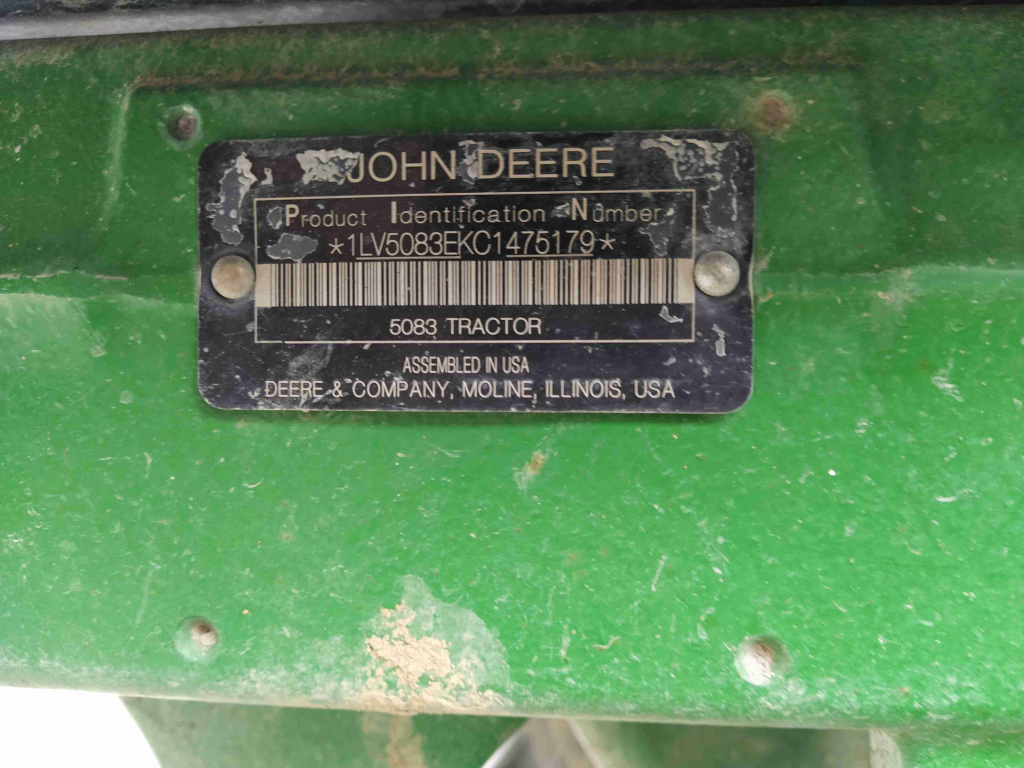 JOHN DEERE
Product Identification Number
*1LV5083EKC1475179*
5083 TRACTOR
ASSEMBLED IN USA
DEERE & COMPANY, MOLINE, ILLINOIS, USA